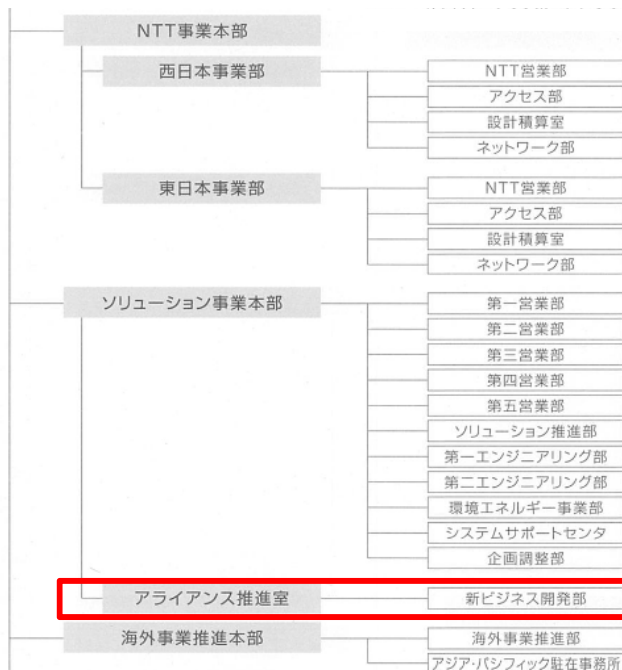 NTT事業本部
西日本事業部
NTT営業部
アクセス部
設計積算室
ネットワーク部
東日本事業部
NTT営業部
アクセス部
設計積算室
ネットワーク部
ソリューション事業本部
第一営業部
第二営業部
第三営業部
第四営業部
第五営業部
ソリューション推進部
第一エンジニアリング部
第二エンジニアリング部
環境エネルギー事業部
システムサポートセンタ
企画調整部
アライアンス推進室
新ビジネス開発部
海外事業推進本部
海外事業推進部
アジア・パシフィック駐在事務所